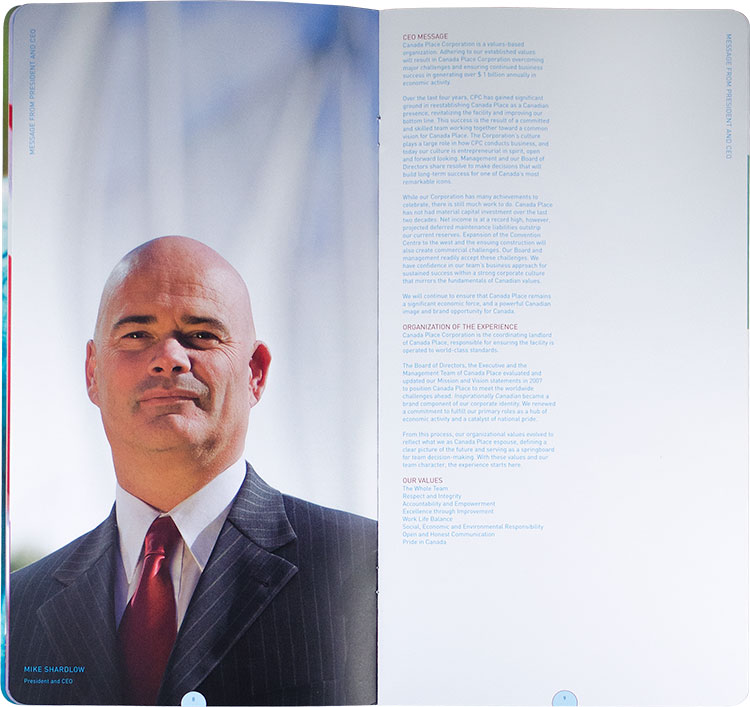 MESSAGE FROM PRESIDENT AND CEO
MIKE SHARDLOW
President and CEO
8
CEO MESSAGE
Canada Place Corporation is a values-based
organization. Adhering to our established values
will result in Canada Place Corporation overcoming
major challenges and ensuring continued business
success in generating over $ 1 billion annually in
economic activity.
Over the last four years, CPC has gained significant
ground in reestablishing Canada Place as a Canadian
presence, revitalizing the facility and improving our
bottom line. This success is the result of a committed
and skilled team working together toward a common
vision for Canada Place. The Corporation's culture
plays a large role in how CPC conducts business, and
today our culture is entrepreneurial in spirit, open
and forward looking. Management and our Board of
Directors share resolve to make decisions that will
build long-term success for one of Canada's most
remarkable icons.
While our Corporation has many achievements to
celebrate, there is still much work to do. Canada Place
has not had material capital investment over the last
two decades. Net income is at a record high, however,
projected deferred maintenance liabilities outstrip
our current reserves. Expansion of the Convention
Centre to the west and the ensuing construction will
also create commercial challenges. Our Board and
management readily accept these challenges. We
have confidence in our team's business approach for
sustained success within a strong corporate culture
that mirrors the fundamentals of Canadian values.
We will continue to ensure that Canada Place remains
a significant economic force, and a powerful Canadian
image and brand opportunity for Canada.
ORGANIZATION OF THE EXPERIENCE
Canada Place Corporation is the coordinating landlord
of Canada Place, responsible for ensuring the facility is
operated to world-class standards.
The Board of Directors, the Executive and the
Management Team of Canada Place evaluated and
updated our Mission and Vision statements in 2007
to position Canada Place to meet the worldwide
challenges ahead. Inspirationally Canadian became a
brand component of our corporate identity. We renewed
a commitment to fulfill our primary roles as a hub of
economic activity and a catalyst of national pride.
From this process, our organizational values evolved to
reflect what we as Canada Place espouse, defining a
clear picture of the future and serving as a springboard
for team decision-making. With these values and our
team character, the experience starts here.
OUR VALUES
The Whole Team
Respect and Integrity
Accountability and Empowerment
Excellence through Improvement
Work Life Balance
Social, Economic and Environmental Responsibility
Open and Honest Communication
Pride in Canada
MESSAGE FROM PRESIDENT AND CEO
9